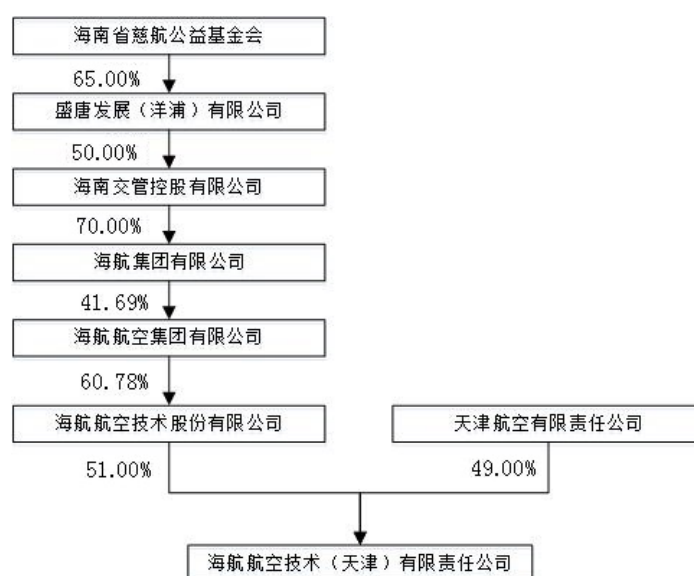 海南省慈航公益基金会
65.00%
盛唐发展（洋浦）有限公司
50.00%
海南交管控股有限公司
70.00%
海航集团有限公司
41.69%
海航航空集团有限公司
60.78%
海航航空技术股份有限公司
天津航空有限责任公司
51.00%
49.00%
海航航空技术（天津）有限责任公司